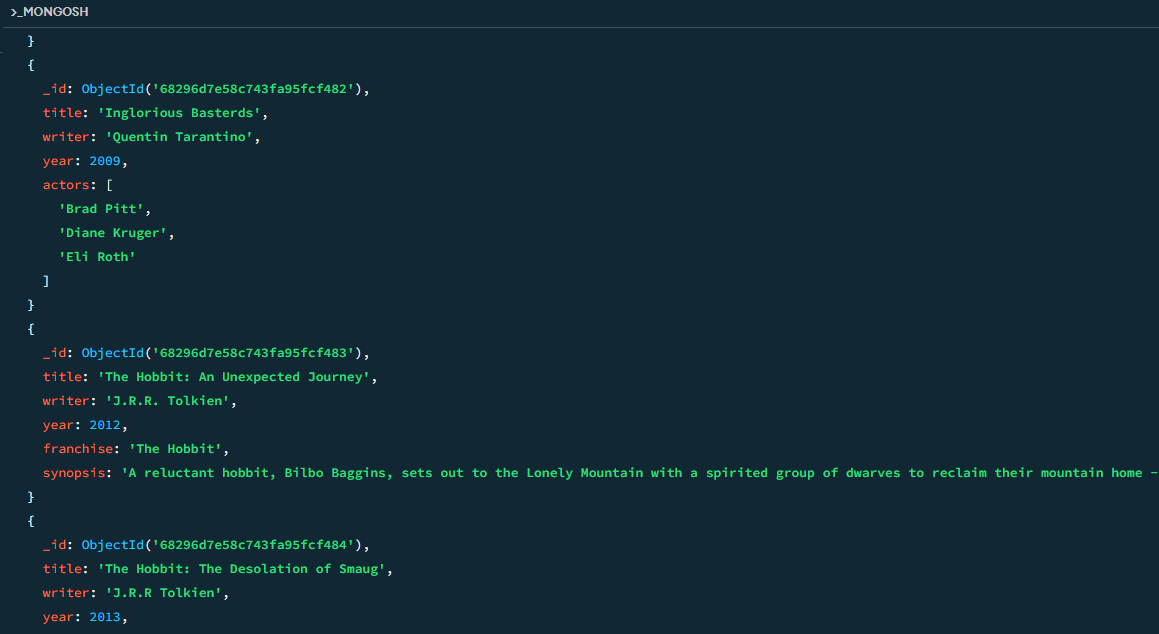 >_MONGOSH
}
{
_id: ObjectId('68296d7e58c743fa95fcf482'),
title: 'Inglorious Basterds',
writer: 'Quentin Tarantino',
year: 2009,
actors: [
'Brad Pitt',
'Diane Kruger',
'Eli Roth'
]
}
{
_id: ObjectId('68296d7e58c743fa95fcf483'),
title: 'The Hobbit: An Unexpected Journey',
writer: 'J.R.R. Tolkien',
year: 2012,
franchise: 'The Hobbit',
synopsis: 'A reluctant hobbit, Bilbo Baggins, sets out to the Lonely Mountain with a spirited group of dwarves to reclaim their mountain home -
}
{
_id: ObjectId('68296d7e58c743fa95fcf484'),
title: 'The Hobbit: The Desolation of Smaug',
writer: 'J.R.R Tolkien',
year: 2013,